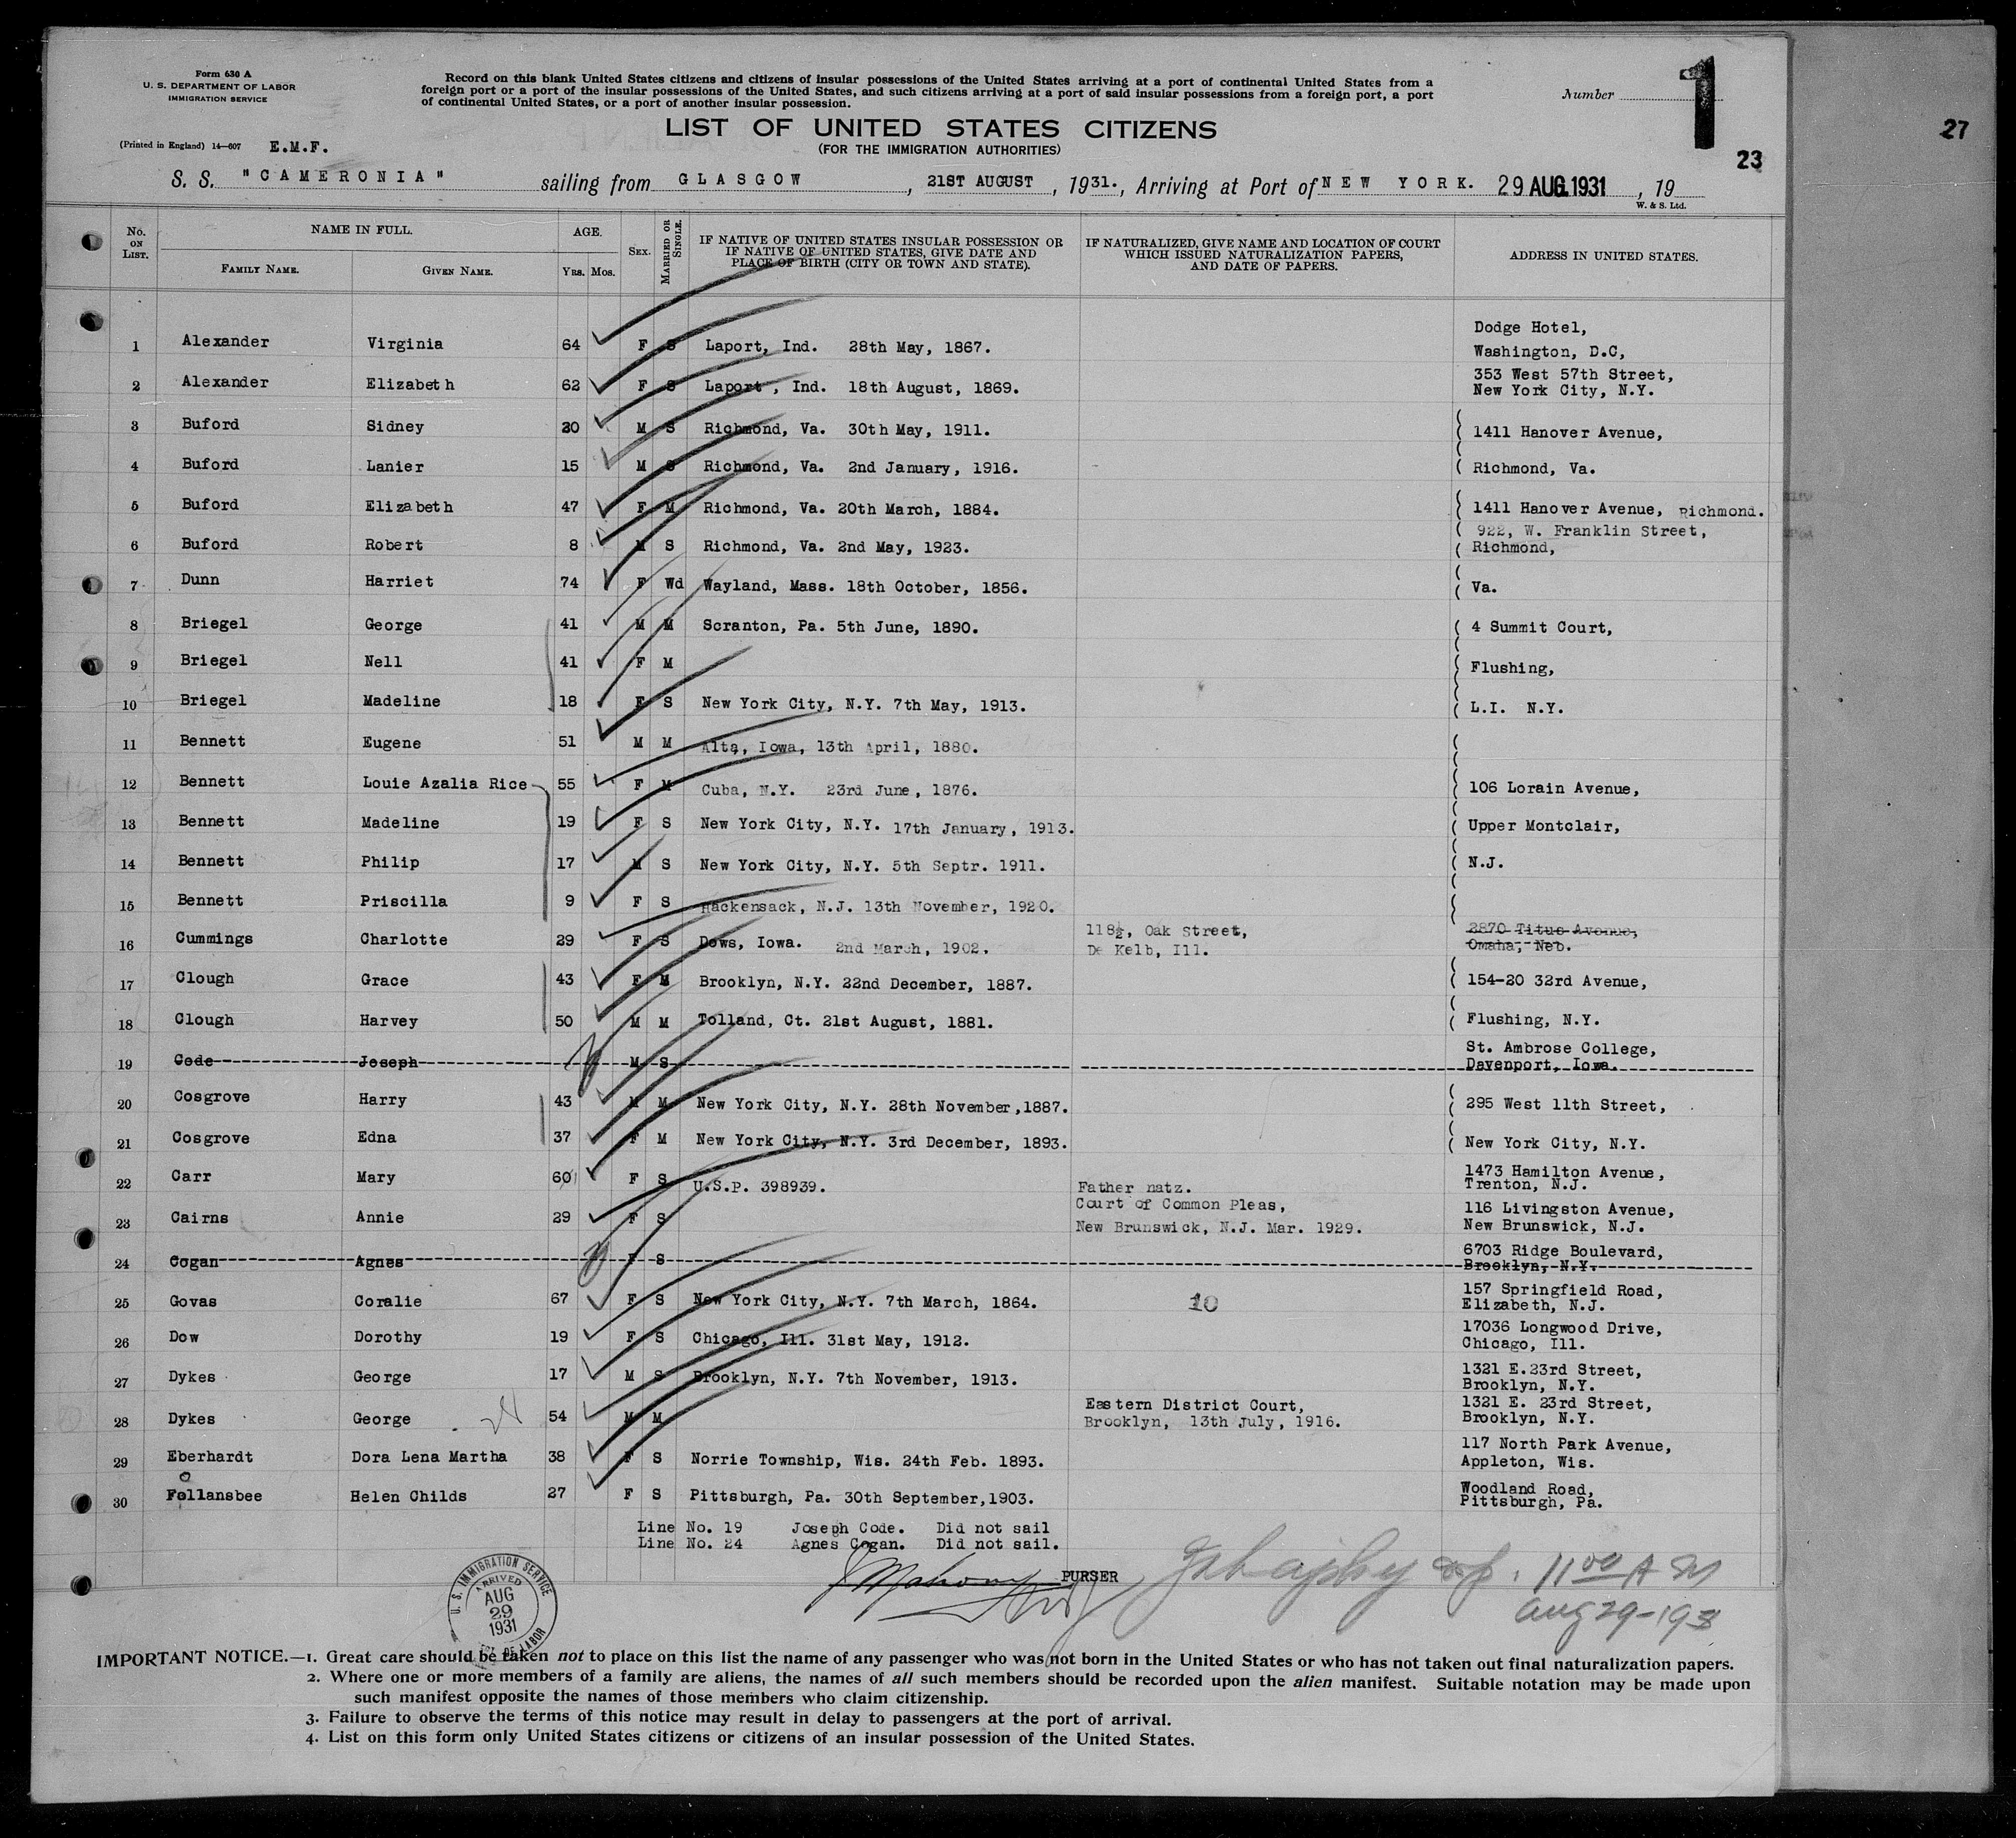 Form 630 A
U. S. DEPARTMENT OF LABOR
IMMIGRATION SERVICE
(Printed in England) 14—607 E.M.F.
Record on this blank United States citizens and citizens of insular possessions of the United States arriving at a port of continental United States from a
foreign port or a port of the insular possessions of the United States, and such citizens arriving at a port of said insular possessions from a foreign port, a port
of continental United States, or a port of another insular possession.
Number 1
27
LIST OF UNITED STATES CITIZENS
(FOR THE IMMIGRATION AUTHORITIES)
23
S. S. "CAMERONIA" sailing from GLASGOW, 21ST AUGUST, 1931., Arriving at Port of NEW YORK. 29 AUG.1931, 19
W. & S. Ltd.
No. ON LIST. NAME IN FULL. FAMILY NAME. GIVEN NAME. AGE. Yrs. Mos. SEX. MARRIED OR SINGLE. IF NATIVE OF UNITED STATES INSULAR POSSESSION OR IF NATIVE OF UNITED STATES, GIVE DATE AND PLACE OF BIRTH (CITY OR TOWN AND STATE). IF NATURALIZED, GIVE NAME AND LOCATION OF COURT WHICH ISSUED NATURALIZATION PAPERS, AND DATE OF PAPERS. ADDRESS IN UNITED STATES.
1 Alexander Virginia 64 F S Laport, Ind. 28th May, 1867. Dodge Hotel, Washington, D.C,
2 Alexander Elizabeth 62 F S Laport , Ind. 18th August, 1869. 353 West 57th Street, New York City, N.Y.
3 Buford Sidney 20 M S Richmond, Va. 30th May, 1911. ( 1411 Hanover Avenue,
4 Buford Lanier 15 M S Richmond, Va. 2nd January, 1916. ( Richmond, Va.
5 Buford Elizabeth 47 F M Richmond, Va. 20th March, 1884. ( 1411 Hanover Avenue, Richmond.
6 Buford Robert 8 M S Richmond, Va. 2nd May, 1923. ( 922, W. Franklin Street, ( Richmond,
7 Dunn Harriet 74 F Wd Wayland, Mass. 18th October, 1856. ( Va.
8 Briegel George 41 M M Scranton, Pa. 5th June, 1890. ( 4 Summit Court,
9 Briegel Nell 41 F M ( Flushing,
10 Briegel Madeline 18 F S New York City, N.Y. 7th May, 1913. ( L.I. N.Y.
11 Bennett Eugene 51 M M Alta, Iowa, 13th April, 1880.
12 Bennett Louie Azalia Rice 55 F M Cuba, N.Y. 23rd June, 1876. ( 106 Lorain Avenue,
13 Bennett Madeline 19 F S New York City, N.Y. 17th January, 1913. ( Upper Montclair,
14 Bennett Philip 17 M S New York City, N.Y. 5th Septr. 1911. ( N.J.
15 Bennett Priscilla 9 F S Hackensack, N.J. 13th November, 1920.
16 Cummings Charlotte 29 F S Dows, Iowa. 2nd March, 1902. 118½, Oak Street, De Kelb, Ill. 2870 Titus Avenue, Omaha, Neb.
17 Clough Grace 43 F M Brooklyn, N.Y. 22nd December, 1887. ( 154-20 32rd Avenue,
18 Clough Harvey 50 M M Tolland, Ct. 21st August, 1881. ( Flushing, N.Y.
19 Code Joseph M S St. Ambrose College, Davenport, Iowa.
20 Cosgrove Harry 43 M M New York City, N.Y. 28th November,1887. ( 295 West 11th Street,
21 Cosgrove Edna 37 F M New York City, N.Y. 3rd December, 1893. ( New York City, N.Y.
22 Carr Mary 60 F S U.S.P. 398939. 1473 Hamilton Avenue, Trenton, N.J.
23 Cairns Annie 29 F S Father natz. Court of Common Pleas, New Brunswick, N.J. Mar. 1929. 116 Livingston Avenue, New Brunswick, N.J.
24 Cogan Agnes F S 6703 Ridge Boulevard, Brooklyn, N.Y.
25 Govas Coralie 67 F S New York City, N.Y. 7th March, 1864. 10 157 Springfield Road, Elizabeth, N.J.
26 Dow Dorothy 19 F S Chicago, Ill. 31st May, 1912. 17036 Longwood Drive, Chicago, Ill.
27 Dykes George 17 M S Brooklyn, N.Y. 7th November, 1913. 1321 E.23rd Street, Brooklyn, N.Y.
28 Dykes George 54 M M Eastern District Court, Brooklyn, 13th July, 1916. 1321 E. 23rd Street, Brooklyn, N.Y.
29 Eberhardt Dora Lena Martha 38 F S Norrie Township, Wis. 24th Feb. 1893. 117 North Park Avenue, Appleton, Wis.
30 Follansbee Helen Childs 27 F S Pittsburgh, Pa. 30th September,1903. Woodland Road, Pittsburgh, Pa.
Line No. 19 Joseph Code. Did not sail
Line No. 24 Agnes Cogan. Did not sail.
PURSER
11 00 A M
Aug 29-193
U. S. IMMIGRATION SERVICE
ARRIVED
AUG
29
1931
OF LABOR
IMPORTANT NOTICE.—1. Great care should be taken not to place on this list the name of any passenger who was not born in the United States or who has not taken out final naturalization papers.
2. Where one or more members of a family are aliens, the names of all such members should be recorded upon the alien manifest. Suitable notation may be made upon
such manifest opposite the names of those members who claim citizenship.
3. Failure to observe the terms of this notice may result in delay to passengers at the port of arrival.
4. List on this form only United States citizens or citizens of an insular possession of the United States.